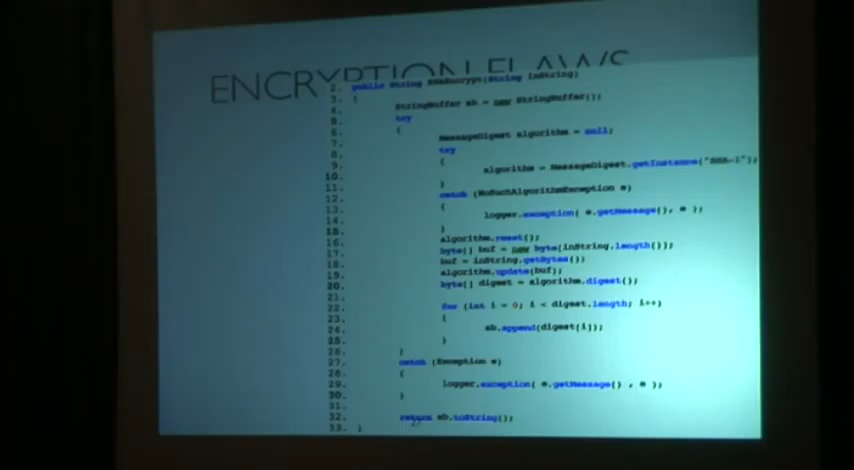 ENCRYPTION FLAWS
2. public String SHAEncrypt(String inString)
3. {
4. StringBuffer sb = new StringBuffer();
5. try
6. {
7. MessageDigest algorithm = null;
8. try
9. {
10. algorithm = MessageDigest.getInstance("SHA-1");
11. }
12. catch (NoSuchAlgorithmException e)
13. {
14. logger.exception( e.getMessage(), e );
15. }
16. algorithm.reset();
17. byte[] buf = new byte[inString.length()];
18. buf = inString.getBytes();
19. algorithm.update(buf);
20. byte[] digest = algorithm.digest();
21.
22. for (int i = 0; i < digest.length; i++)
23. {
24. sb.append(digest[i]);
25. }
26. }
27. catch (Exception e)
28. {
29. logger.exception( e.getMessage() , e );
30. }
31.
32. return sb.toString();
33. }